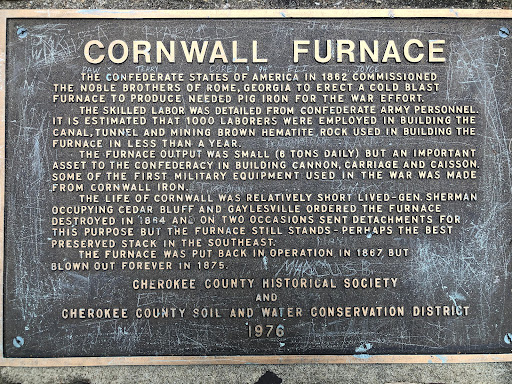 CORNWALL FURNACE
THE CONFEDERATE STATES OF AMERICA IN 1862 COMMISSIONED
THE NOBLE BROTHERS OF ROME, GEORGIA TO ERECT A COLD BLAST
FURNACE TO PRODUCE NEEDED PIG IRON FOR THE WAR EFFORT.
THE SKILLED LABOR WAS DETAILED FROM CONFEDERATE ARMY PERSONNEL.
IT IS ESTIMATED THAT 1000 LABORERS WERE EMPLOYED IN BUILDING THE
CANAL, TUNNEL AND MINING BROWN HEMATITE ROCK USED IN BUILDING THE
FURNACE IN LESS THAN A YEAR.
THE FURNACE OUTPUT WAS SMALL (6 TONS DAILY) BUT AN IMPORTANT
ASSET TO THE CONFEDERACY IN BUILDING CANNON, CARRIAGE AND CAISSON.
SOME OF THE FIRST MILITARY EQUIPMENT USED IN THE WAR WAS MADE
FROM CORNWALL IRON.
THE LIFE OF CORNWALL WAS RELATIVELY SHORT LIVED-GEN. SHERMAN
OCCUPYING CEDAR BLUFF AND GAYLESVILLE ORDERED THE FURNACE
DESTROYED IN 1864 AND ON TWO OCCASIONS SENT DETACHMENTS FOR
THIS PURPOSE BUT THE FURNACE STILL STANDS - PERHAPS THE BEST
PRESERVED STACK IN THE SOUTHEAST.
THE FURNACE WAS PUT BACK IN OPERATION IN 1867 BUT
BLOWN OUT FOREVER IN 1875.
CHEROKEE COUNTY HISTORICAL SOCIETY
AND
CHEROKEE COUNTY SOIL AND WATER CONSERVATION DISTRICT
1976